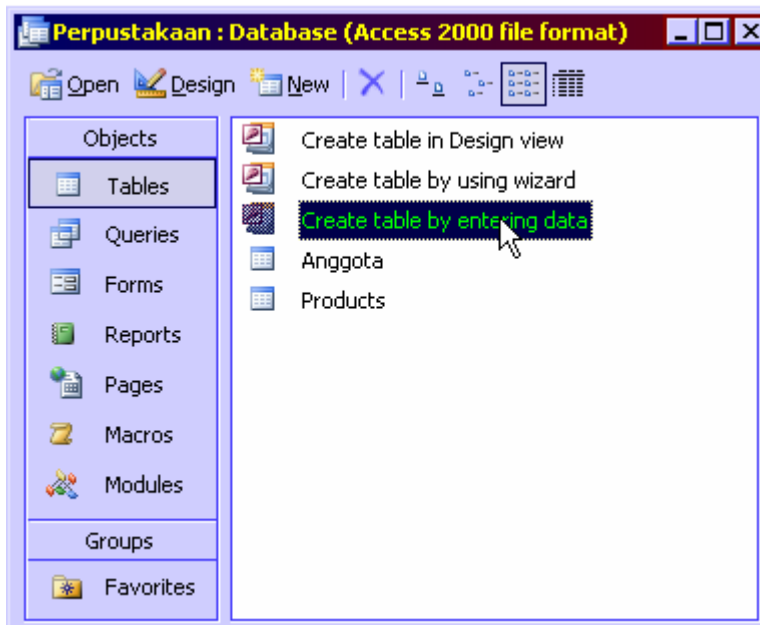 Perpustakaan : Database (Access 2000 file format)
Open Design New
Objects
Tables
Queries
Forms
Reports
Pages
Macros
Modules
Groups
Favorites
Create table in Design view
Create table by using wizard
Create table by entering data
Anggota
Products